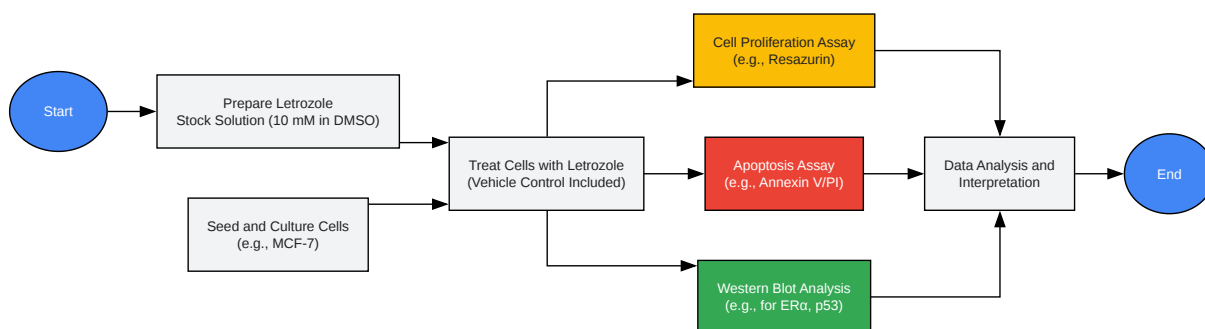 Start
Prepare Letrozole
Stock Solution (10 mM in DMSO)
Seed and Culture Cells
(e.g., MCF-7)
Treat Cells with Letrozole
(Vehicle Control Included)
Cell Proliferation Assay
(e.g., Resazurin)
Apoptosis Assay
(e.g., Annexin V/PI)
Western Blot Analysis
(e.g., for ERα, p53)
Data Analysis and
Interpretation
End